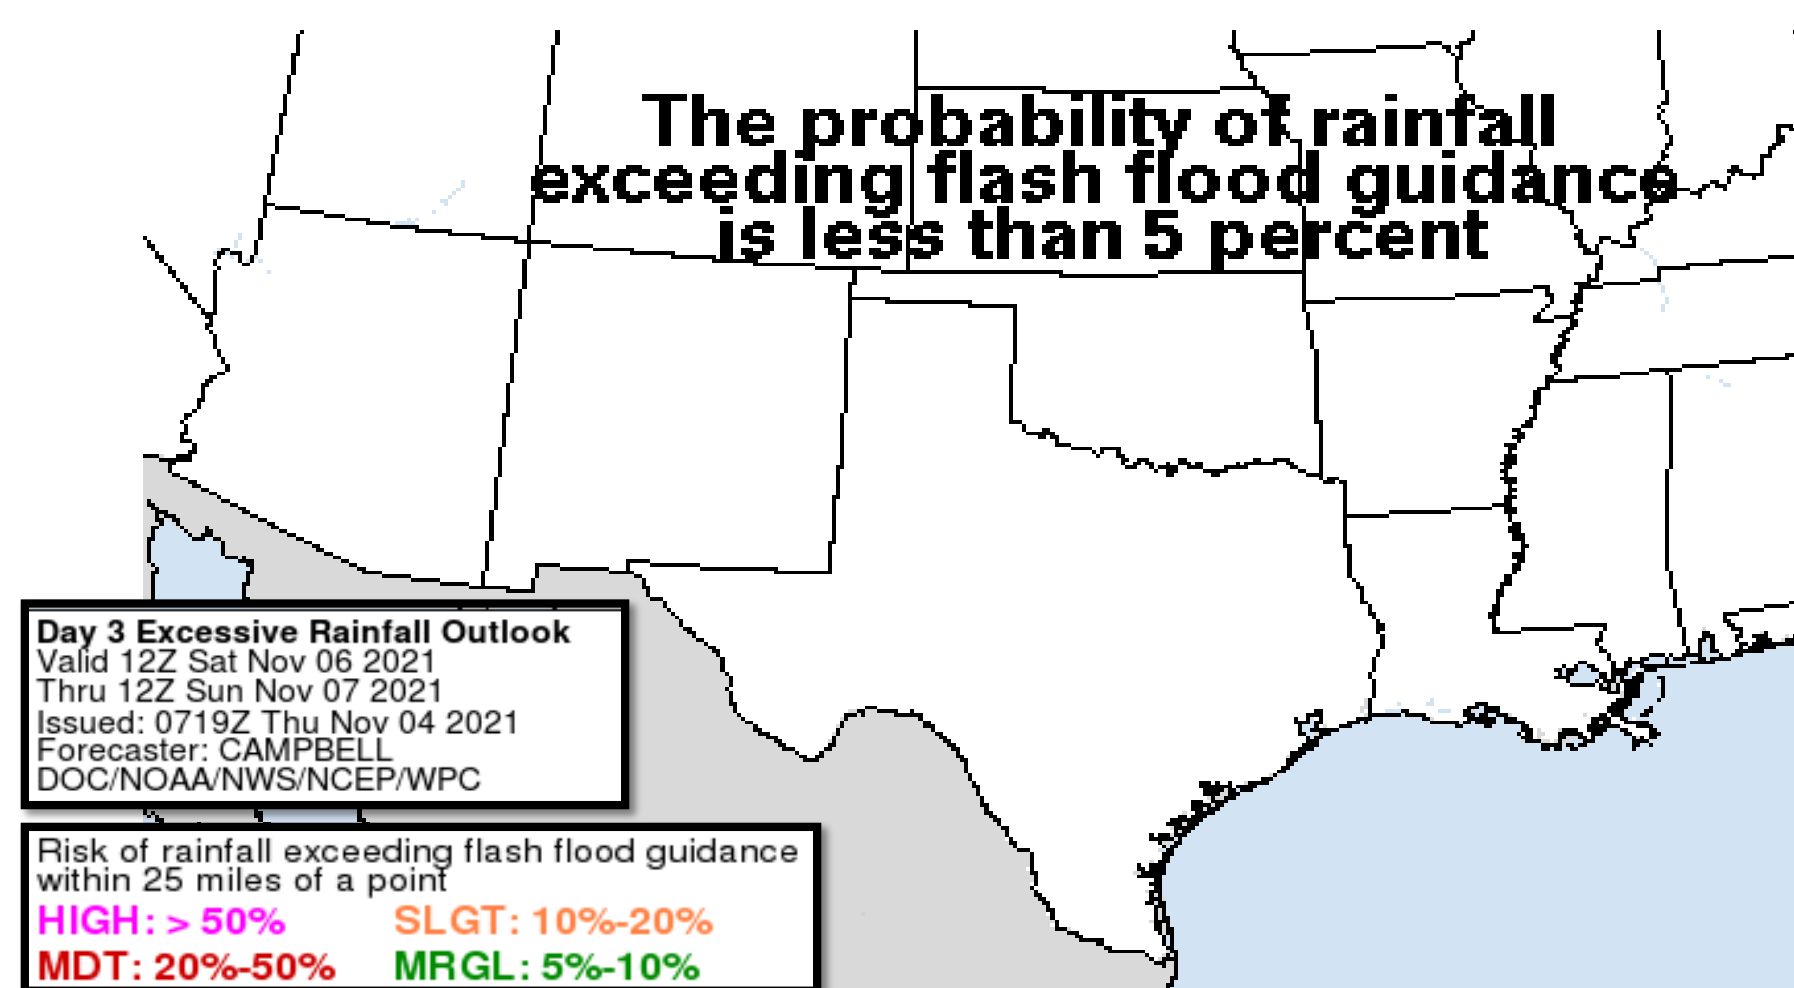 The probability of rainfall
exceeding flash flood guidance
is less than 5 percent
Day 3 Excessive Rainfall Outlook
Valid 12Z Sat Nov 06 2021
Thru 12Z Sun Nov 07 2021
Issued: 0719Z Thu Nov 04 2021
Forecaster: CAMPBELL
DOC/NOAA/NWS/NCEP/WPC
Risk of rainfall exceeding flash flood guidance
within 25 miles of a point
HIGH: > 50% SLGT: 10%-20%
MDT: 20%-50% MRGL: 5%-10%